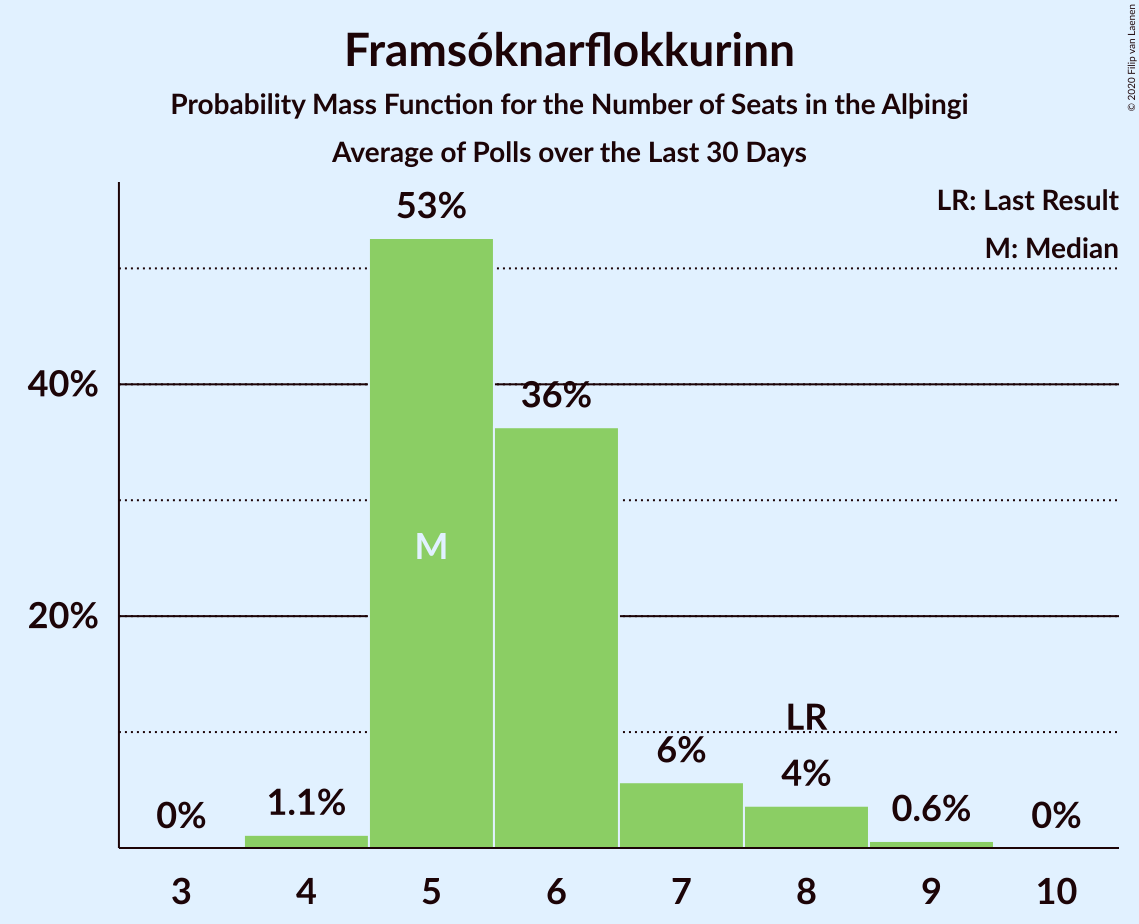 Framsóknarflokkurinn
Probability Mass Function for the Number of Seats in the Alþingi
Average of Polls over the Last 30 Days
© 2020 Filip van Laenen
LR: Last Result
M: Median
53%
40%
36%
M
20%
LR
6%
4%
0%
1.1%
0.6%
0%
3 4 5 6 7 8 9 10